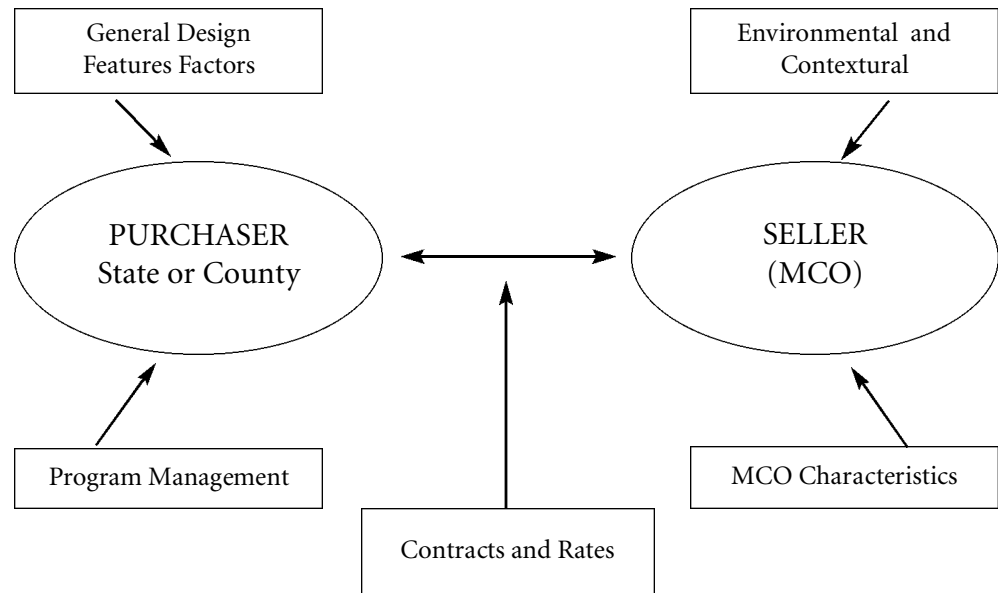 General Design
Features Factors
Environmental and
Contextural
PURCHASER
State or County
SELLER
(MCO)
Program Management
MCO Characteristics
Contracts and Rates